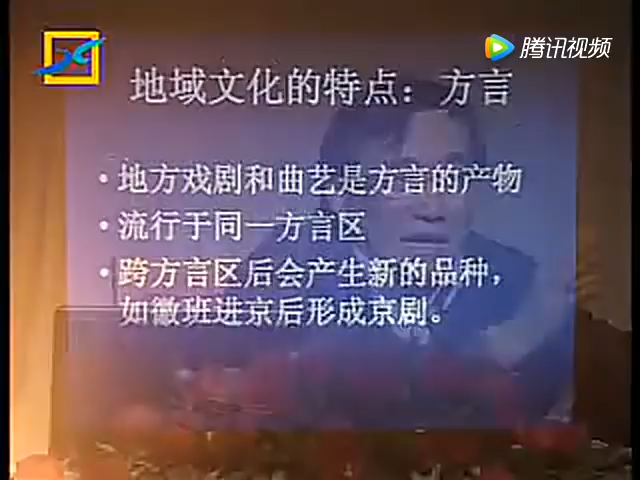 腾讯视频
地域文化的特点：方言
·地方戏剧和曲艺是方言的产物
·流行于同一方言区
·跨方言区后会产生新的品种，
如徽班进京后形成京剧。